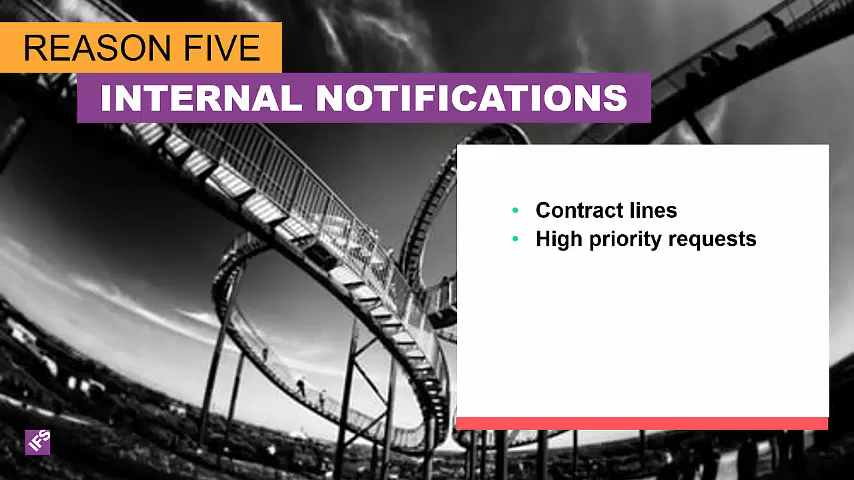 REASON FIVE
INTERNAL NOTIFICATIONS
• Contract lines
• High priority requests
IFS